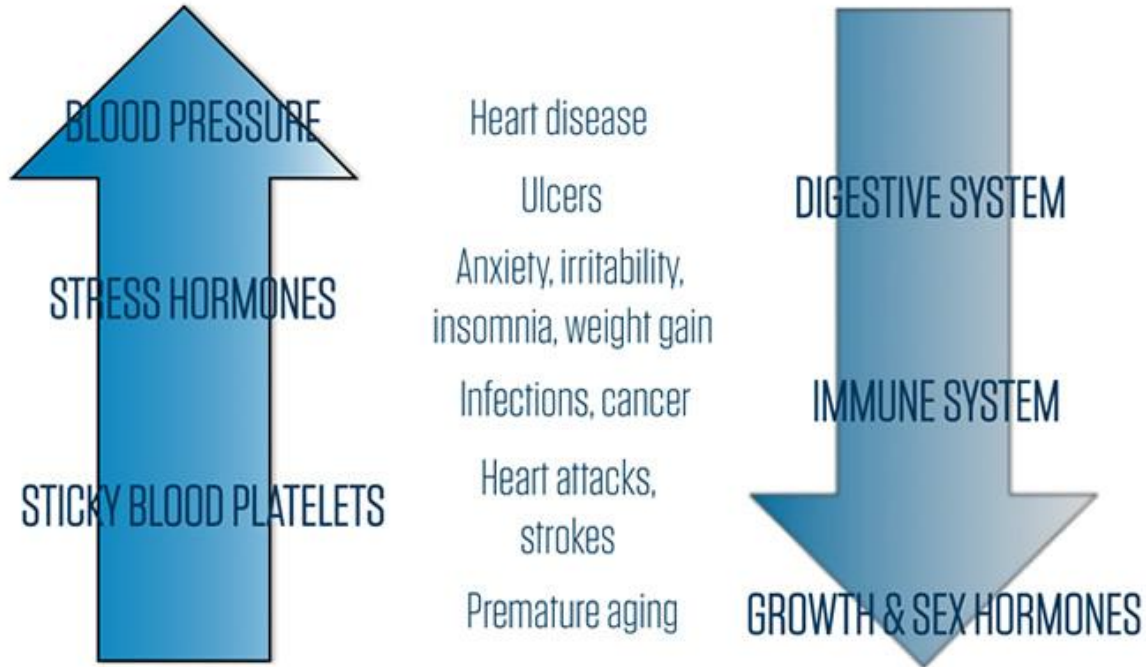 BLOOD PRESSURE
Heart disease
Ulcers
DIGESTIVE SYSTEM
STRESS HORMONES
Anxiety, irritability,
insomnia, weight gain
Infections, cancer
IMMUNE SYSTEM
STICKY BLOOD PLATELETS
Heart attacks,
strokes
Premature aging
GROWTH & SEX HORMONES